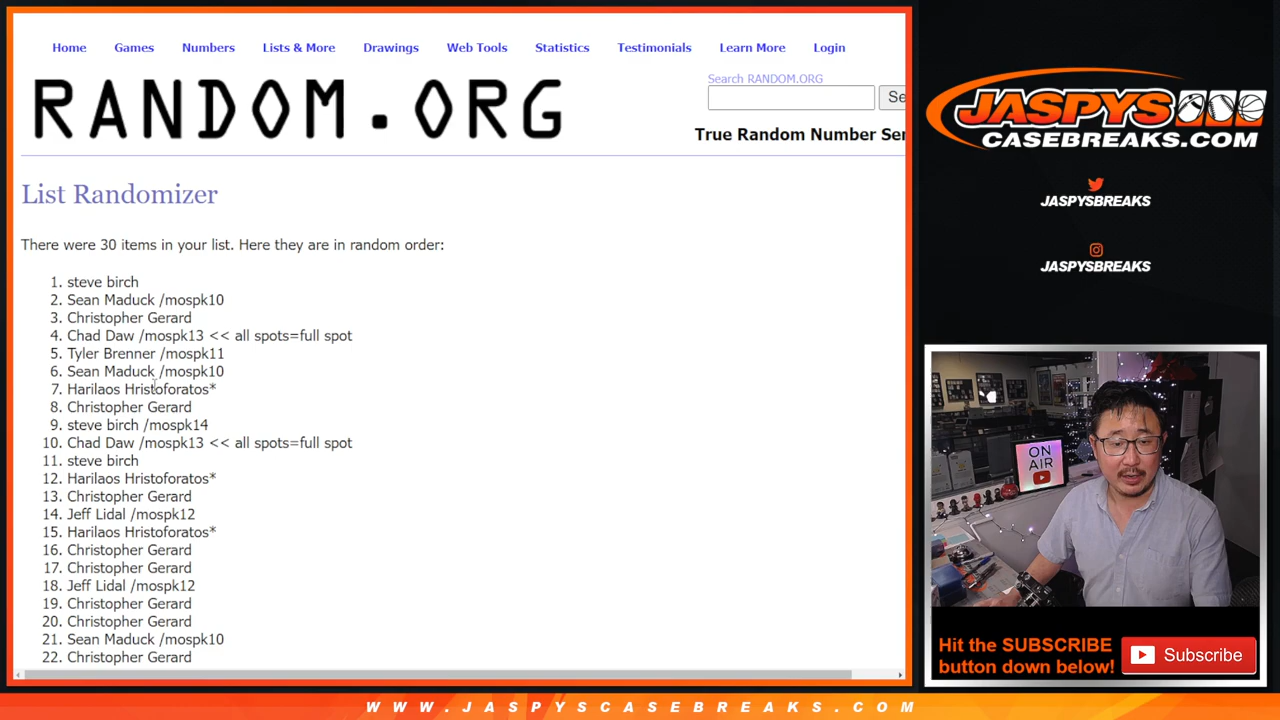 Home Games Numbers Lists & More Drawings Web Tools Statistics Testimonials Learn More Login
RANDOM.ORG
Search RANDOM.ORG
Se
True Random Number Ser
List Randomizer
There were 30 items in your list. Here they are in random order:
1. steve birch
2. Sean Maduck /mospk10
3. Christopher Gerard
4. Chad Daw /mospk13 << all spots=full spot
5. Tyler Brenner /mospk11
6. Sean Maduck /mospk10
7. Harilaos Hristoforatos*
8. Christopher Gerard
9. steve birch /mospk14
10. Chad Daw /mospk13 << all spots=full spot
11. steve birch
12. Harilaos Hristoforatos*
13. Christopher Gerard
14. Jeff Lidal /mospk12
15. Harilaos Hristoforatos*
16. Christopher Gerard
17. Christopher Gerard
18. Jeff Lidal /mospk12
19. Christopher Gerard
20. Christopher Gerard
21. Sean Maduck /mospk10
22. Christopher Gerard
JASPYS
CASEBREAKS.COM
JASPYSBREAKS
JASPYSBREAKS
ON
AIR
Hit the SUBSCRIBE
button down below!
Subscribe
WWW.JASPYSCASEBREAKS.COM